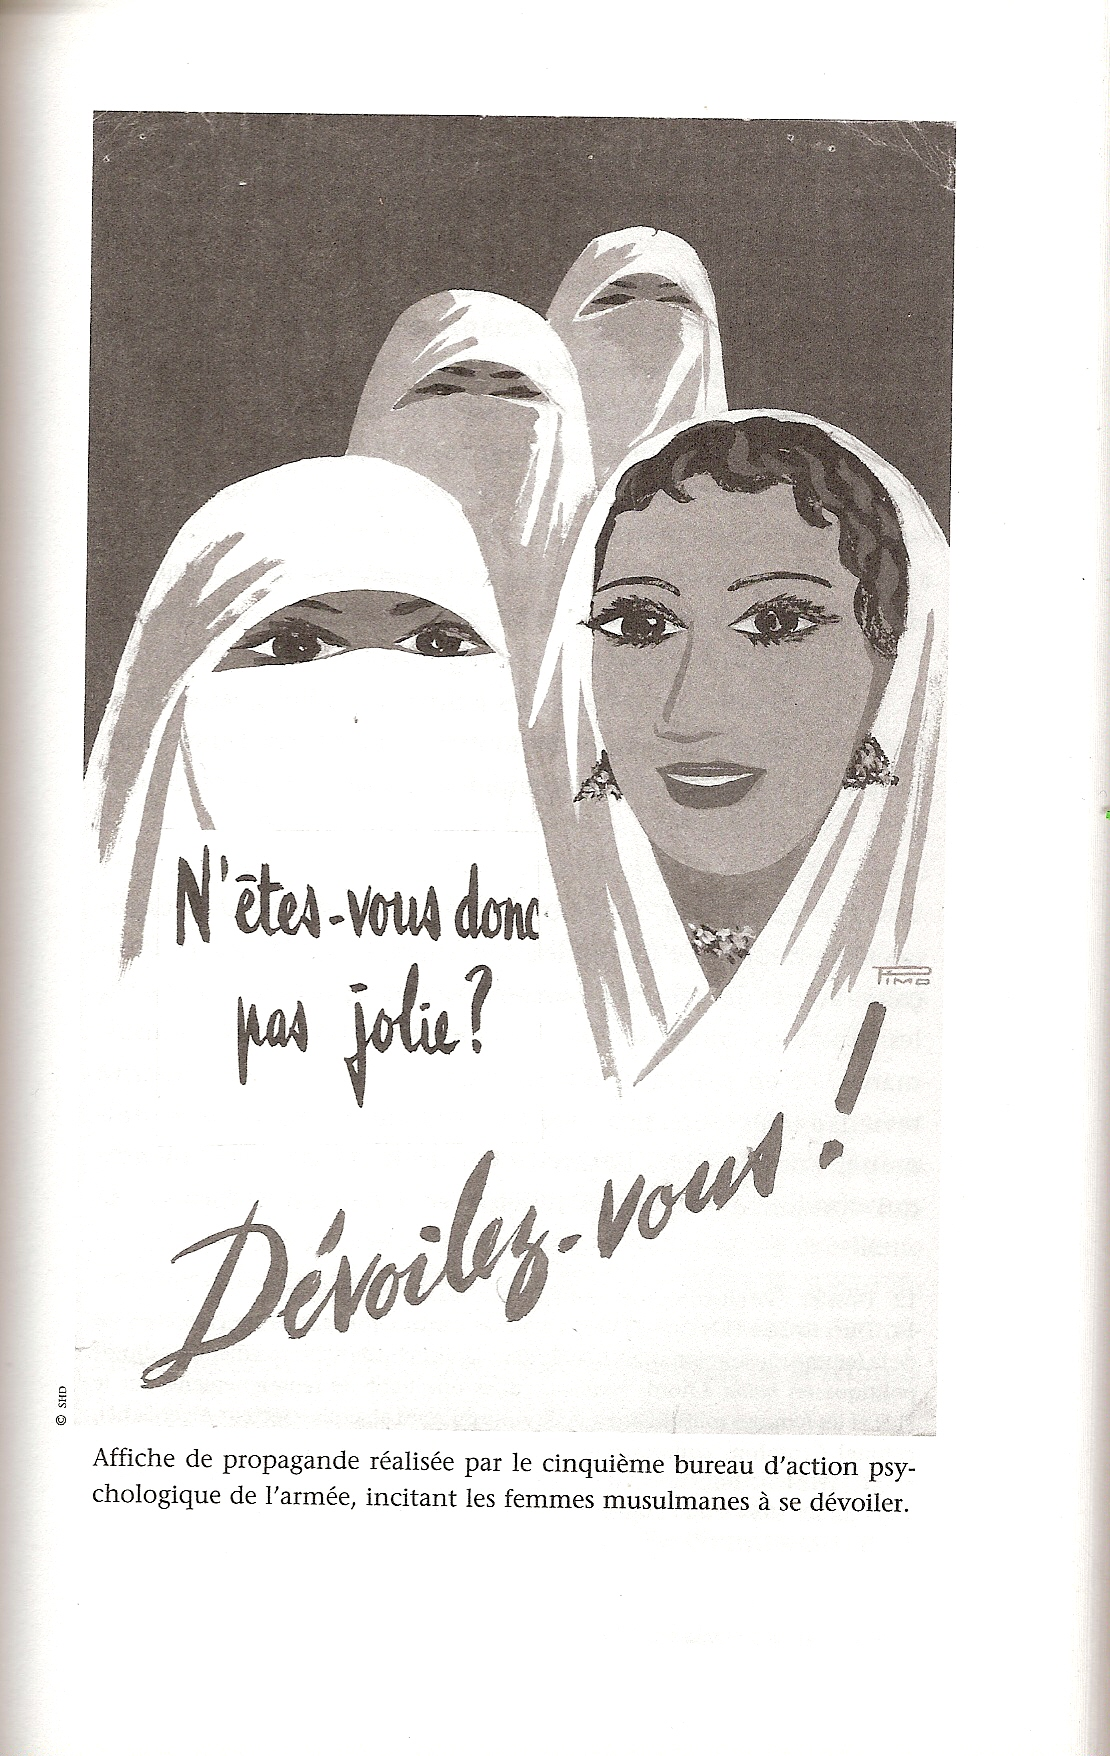 N'êtes-vous donc
pas jolie?
PIMO
Dévoilez-vous!
© SHD
Affiche de propagande réalisée par le cinquième bureau d'action psy-
chologique de l'armée, incitant les femmes musulmanes à se dévoiler.